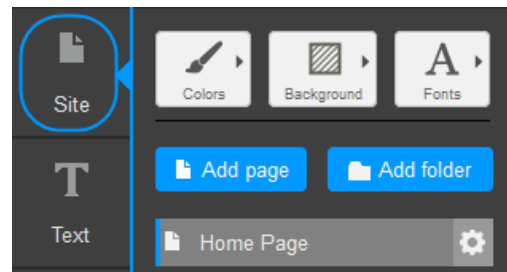 Site
Text
Colors
Background
Fonts
Add page
Add folder
Home Page